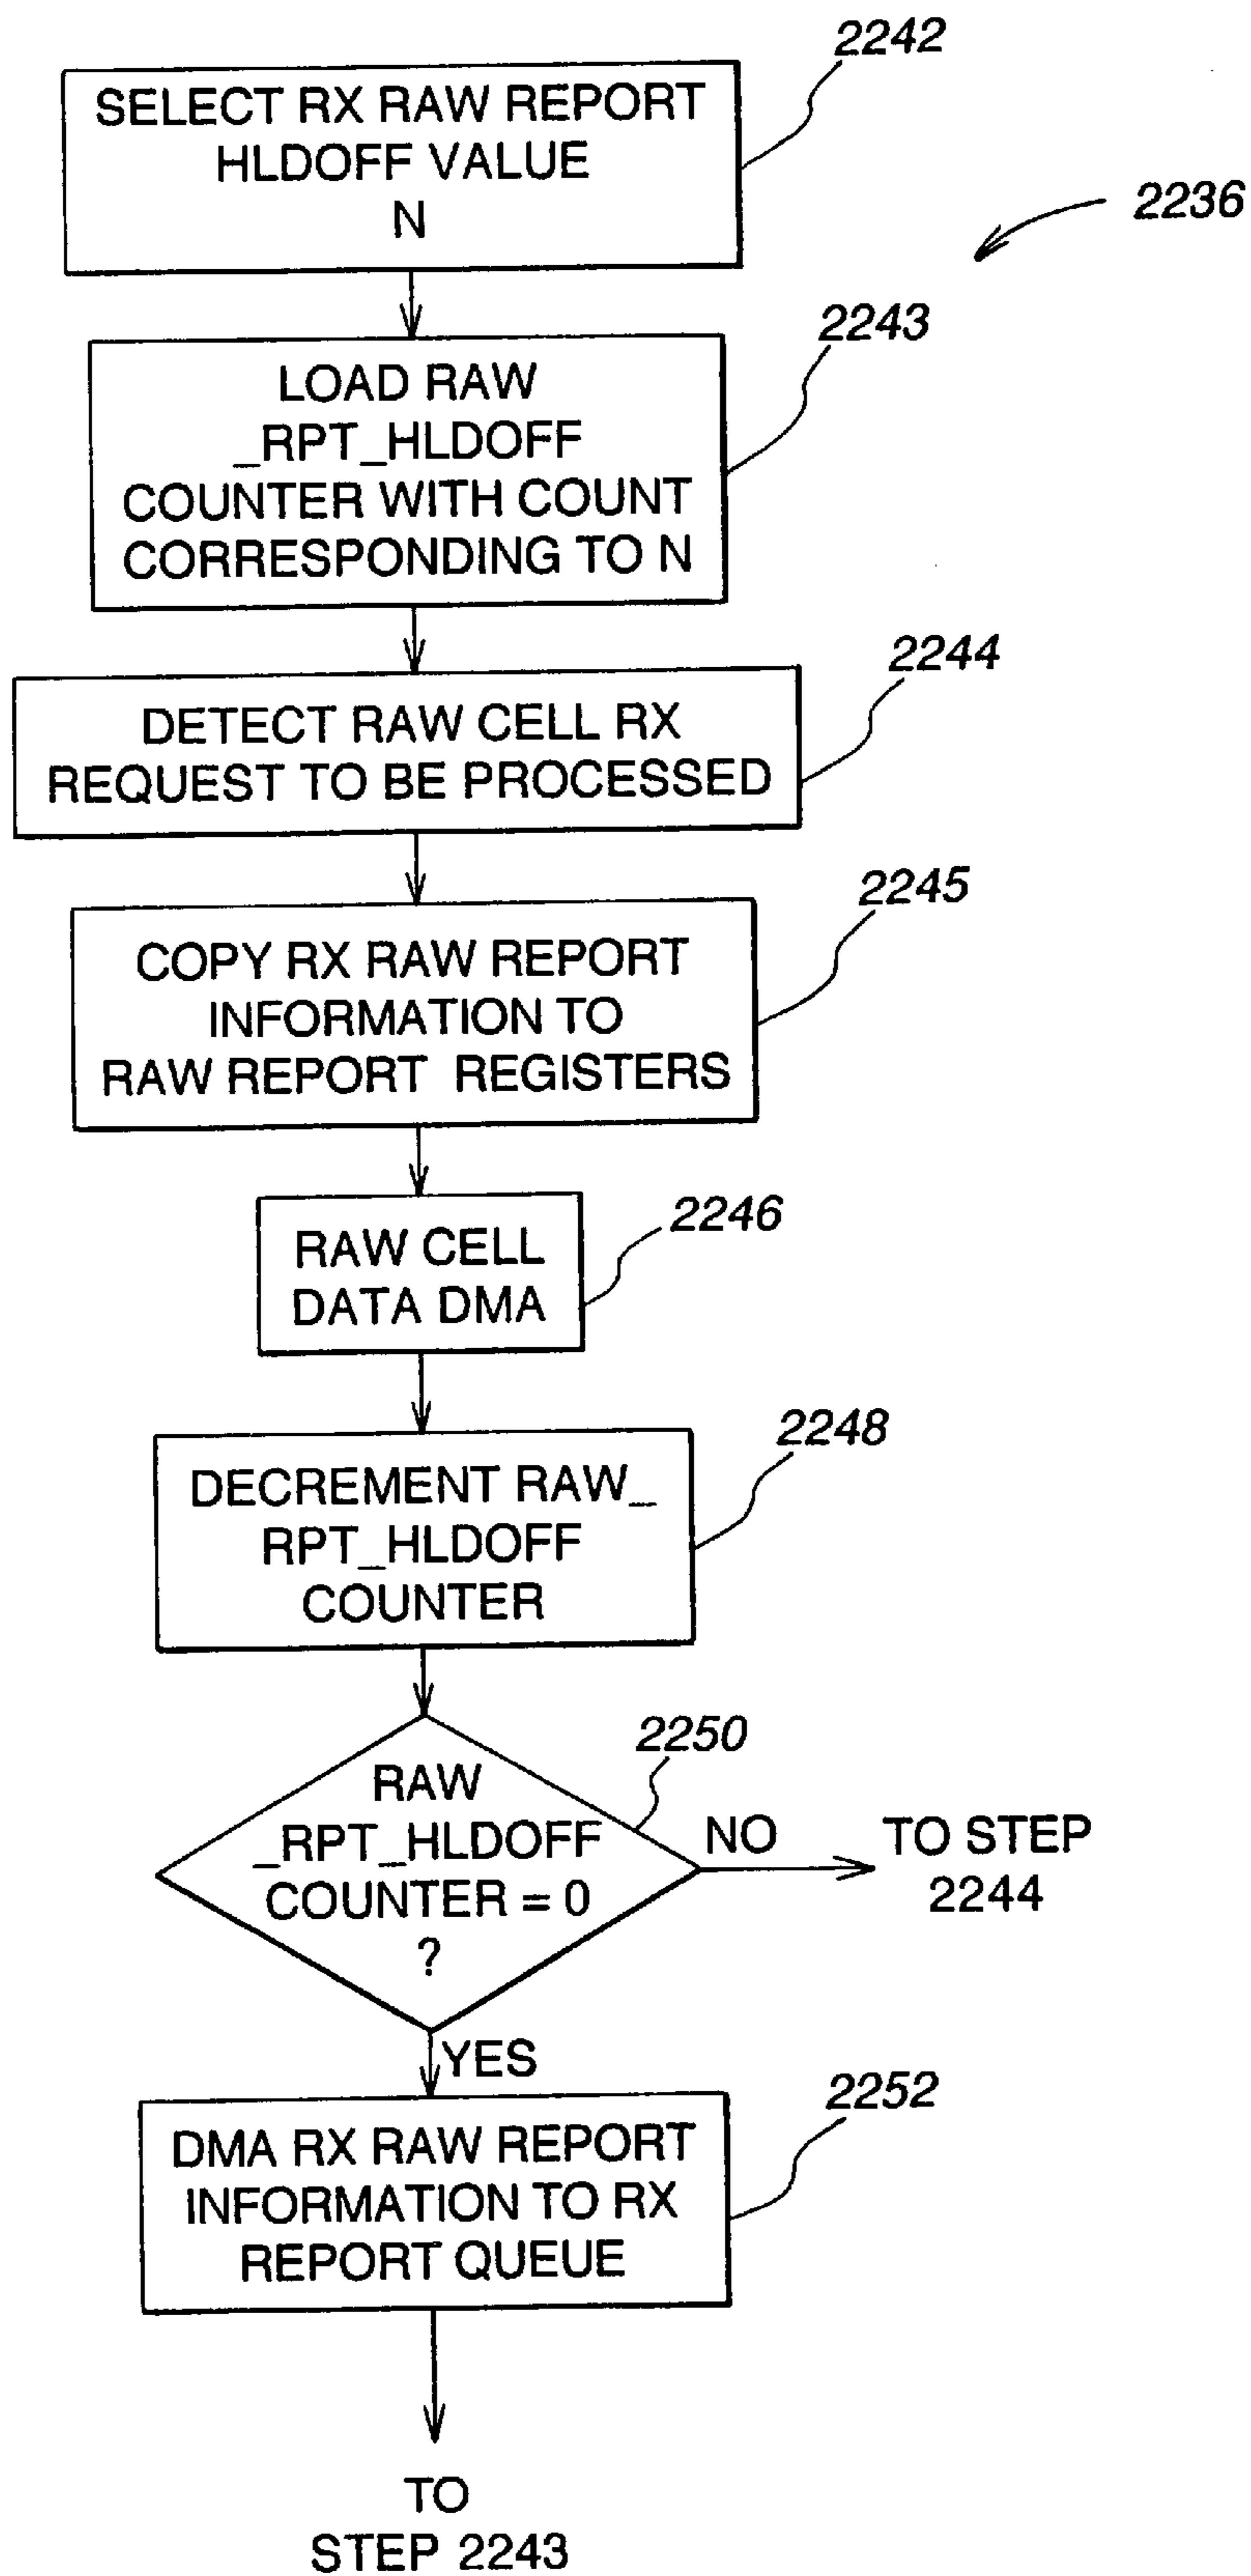 2242
SELECT RX RAW REPORT
HLDOFF VALUE
N
2236
2243
LOAD RAW
_RPT_HLDOFF
COUNTER WITH COUNT
CORRESPONDING TO N
2244
DETECT RAW CELL RX
REQUEST TO BE PROCESSED
2245
COPY RX RAW REPORT
INFORMATION TO
RAW REPORT REGISTERS
2246
RAW CELL
DATA DMA
2248
DECREMENT RAW_
RPT_HLDOFF
COUNTER
2250
RAW
_RPT_HLDOFF
COUNTER = 0
?
NO
TO STEP
2244
YES
2252
DMA RX RAW REPORT
INFORMATION TO RX
REPORT QUEUE
TO
STEP 2243